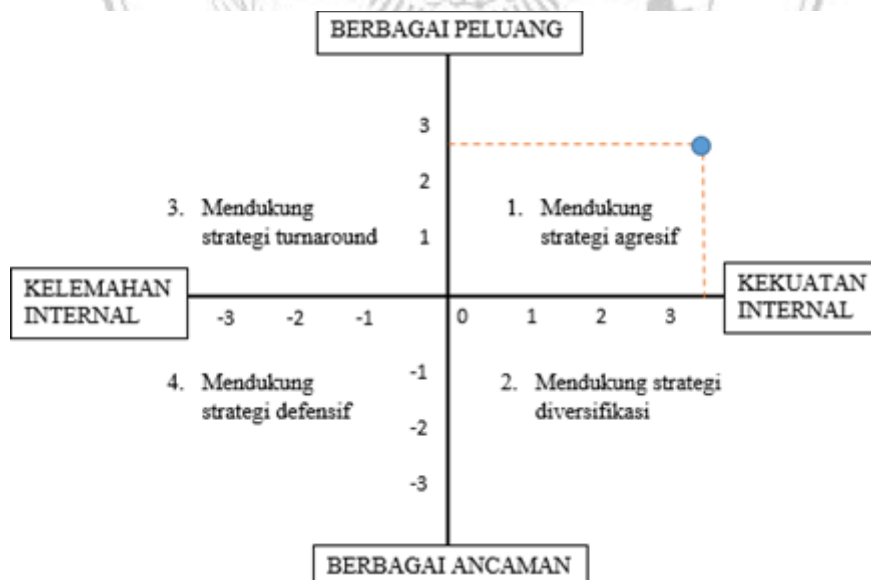 BERBAGAI PELUANG
3
2
3. Mendukung
strategi turnaround
1. Mendukung
strategi agresif
1
KELEMAHAN
INTERNAL
KEKUATAN
INTERNAL
-3 -2 -1 0 1 2 3
4. Mendukung
strategi defensif
-1
2. Mendukung strategi
diversifikasi
-2
-3
BERBAGAI ANCAMAN